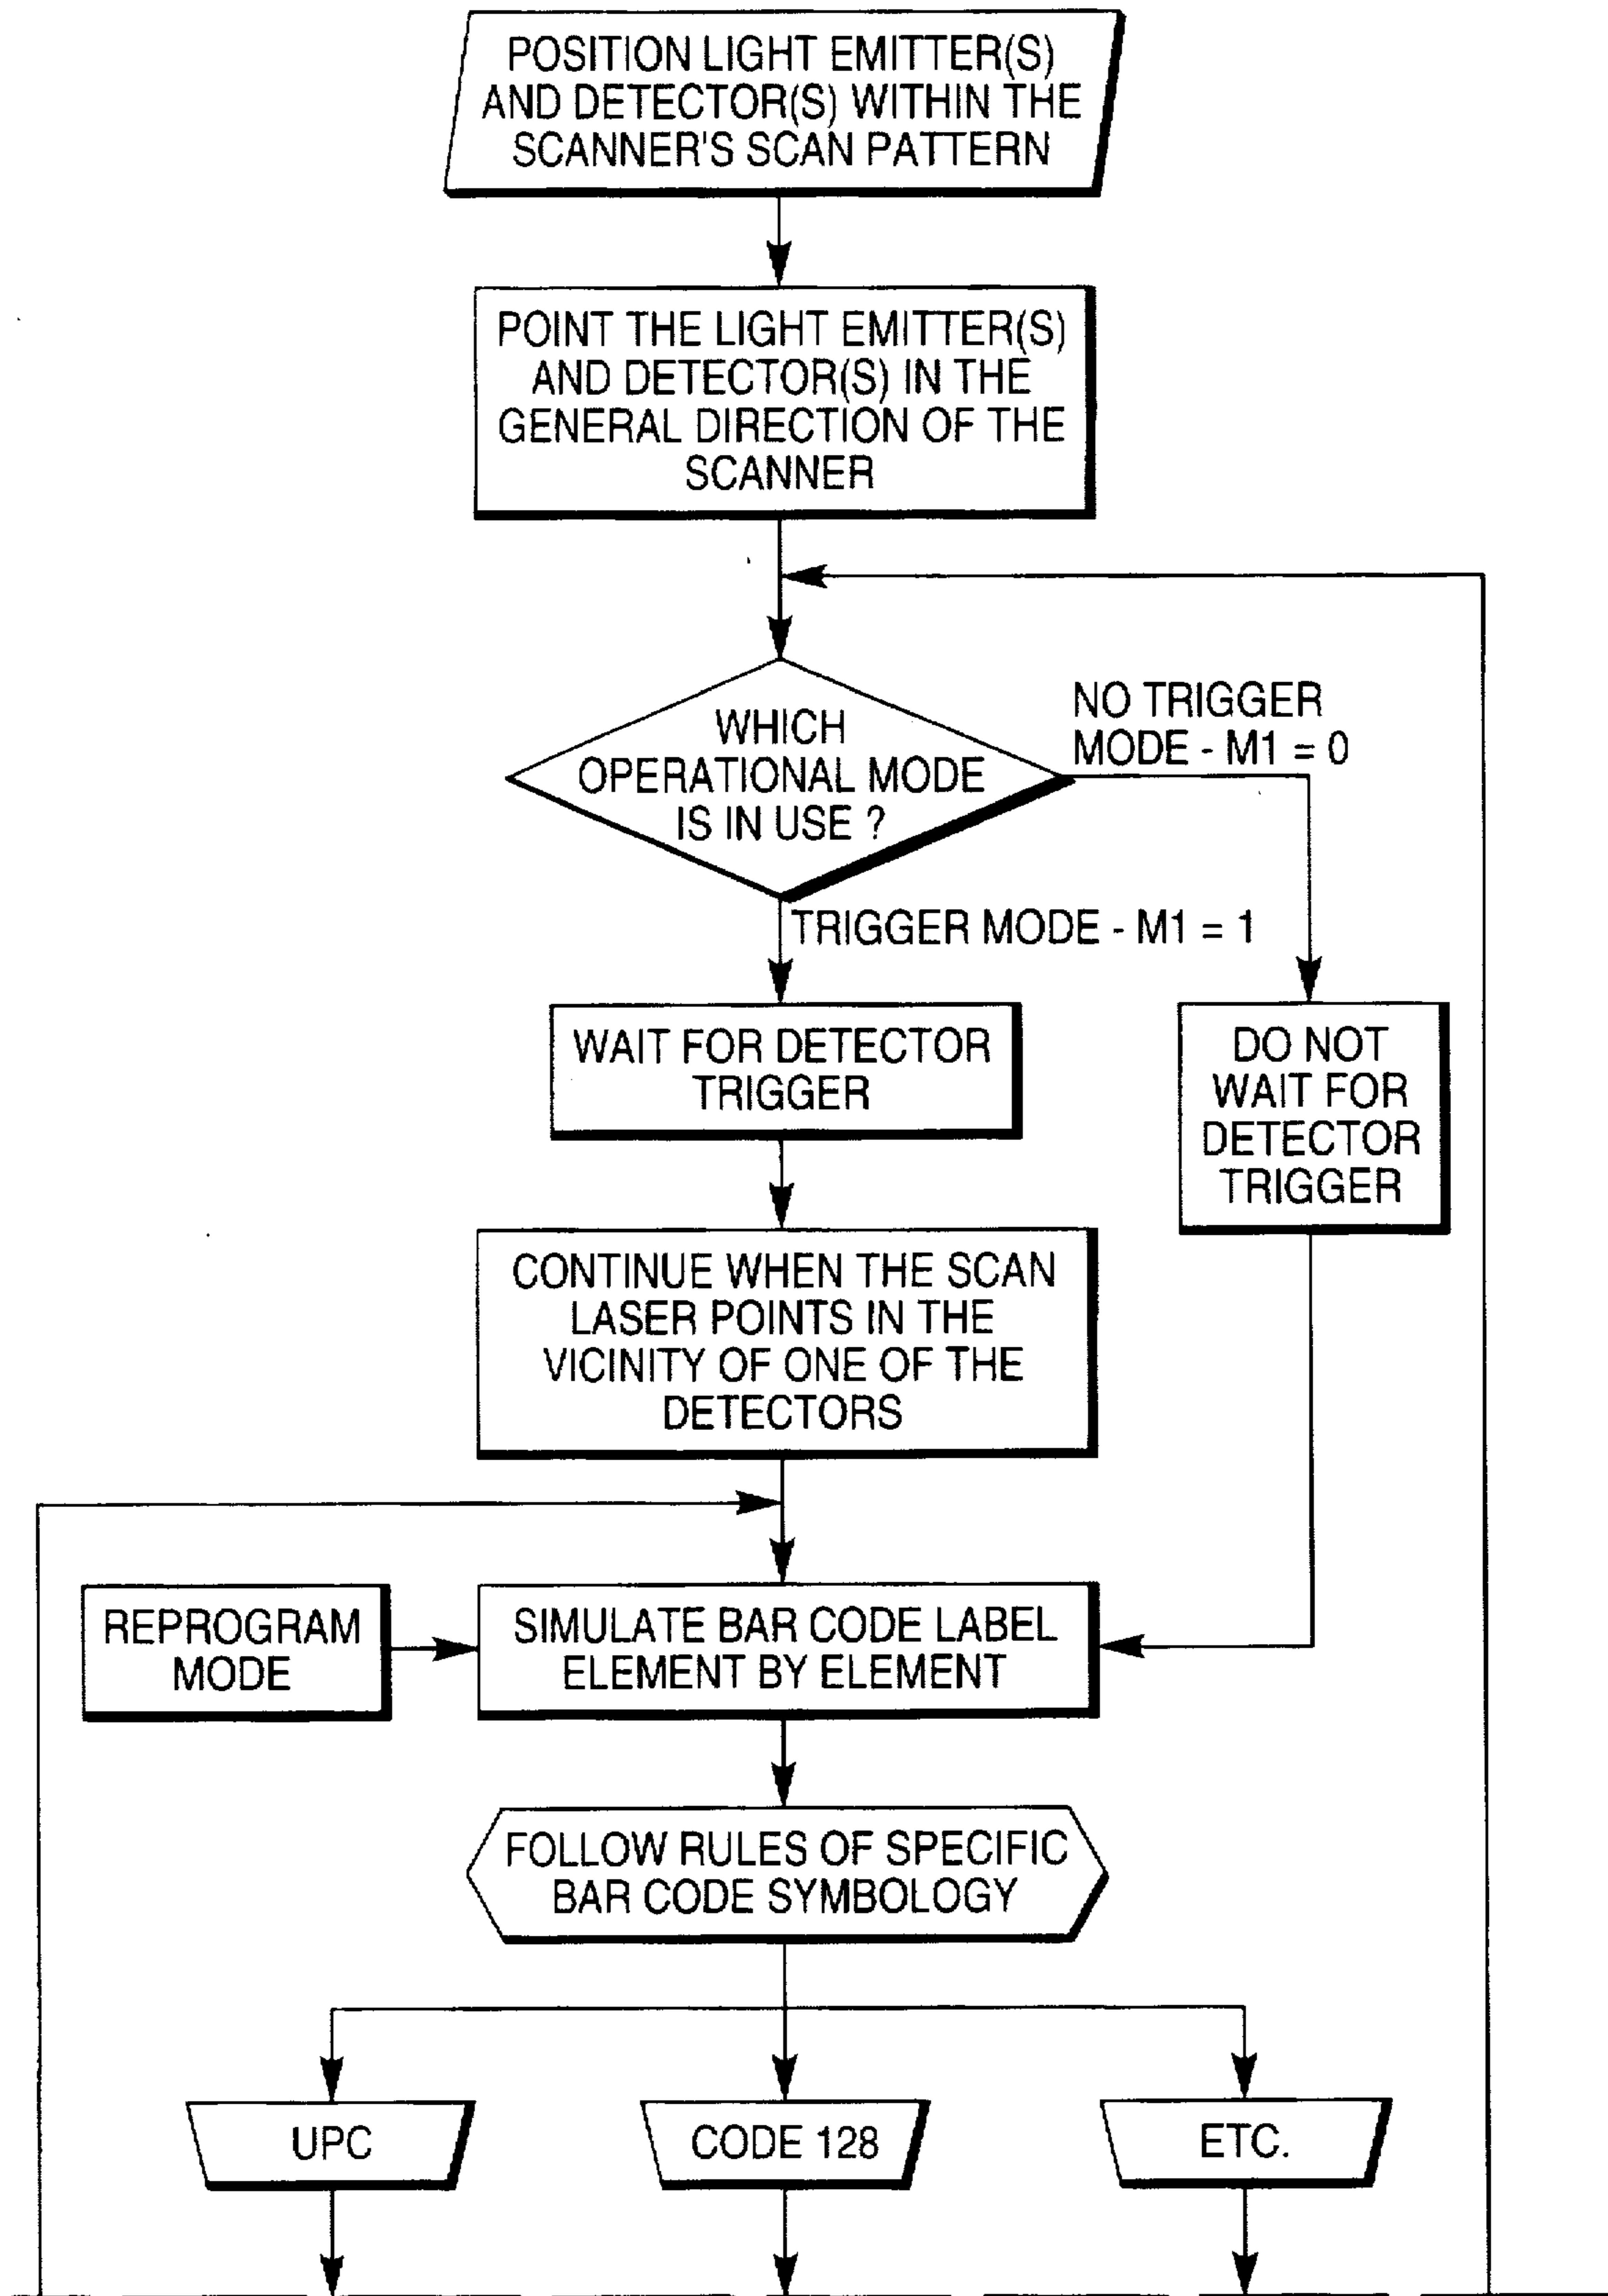 POSITION LIGHT EMITTER(S)
AND DETECTOR(S) WITHIN THE
SCANNER'S SCAN PATTERN
POINT THE LIGHT EMITTER(S)
AND DETECTOR(S) IN THE
GENERAL DIRECTION OF THE
SCANNER
WHICH
OPERATIONAL MODE
IS IN USE ?
NO TRIGGER
MODE - M1 = 0
TRIGGER MODE - M1 = 1
WAIT FOR DETECTOR
TRIGGER
DO NOT
WAIT FOR
DETECTOR
TRIGGER
CONTINUE WHEN THE SCAN
LASER POINTS IN THE
VICINITY OF ONE OF THE
DETECTORS
REPROGRAM
MODE
SIMULATE BAR CODE LABEL
ELEMENT BY ELEMENT
FOLLOW RULES OF SPECIFIC
BAR CODE SYMBOLOGY
UPC
CODE 128
ETC.